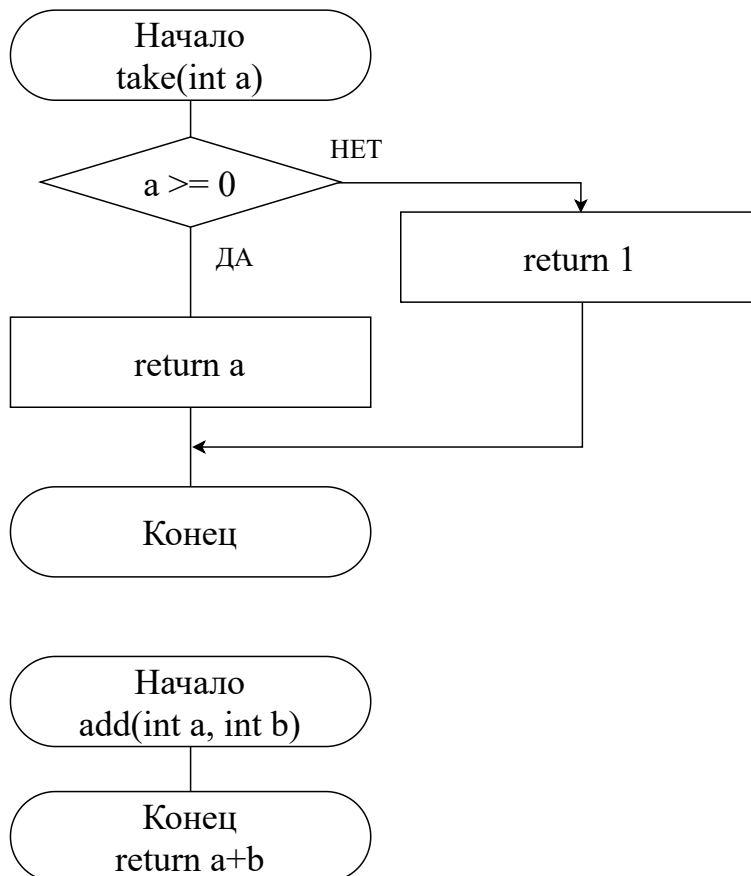 Начало
take(int a)
НЕТ
a >= 0
ДА
return 1
return a
Конец
Начало
add(int a, int b)
Конец
return a+b